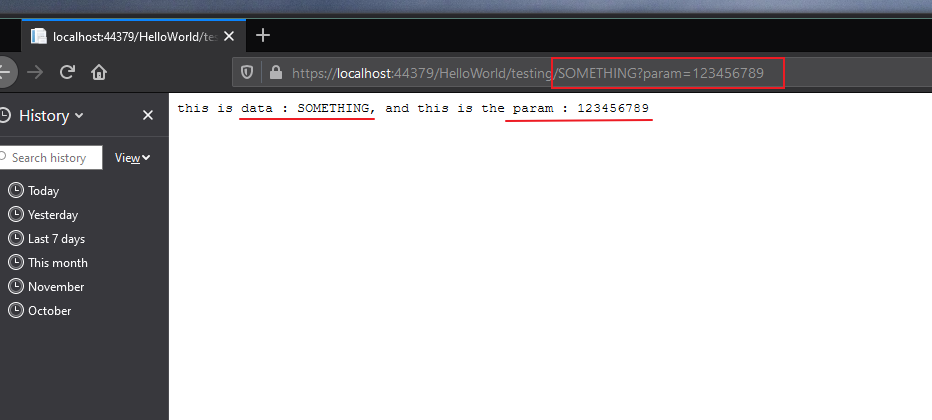 localhost:44379/HelloWorld/tes
https://localhost:44379/HelloWorld/testing/SOMETHING?param=123456789
this is data : SOMETHING, and this is the param : 123456789
History
Search history
View
Today
Yesterday
Last 7 days
This month
November
October